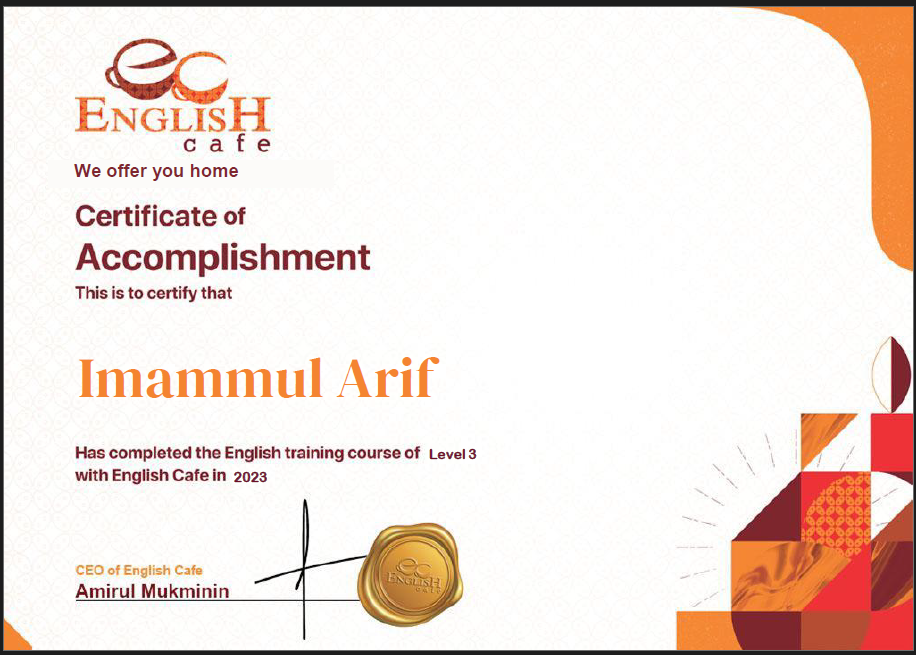 ec
ENGLISH
cafe
We offer you home
Certificate of
Accomplishment
This is to certify that
Imammul Arif
Has completed the English training course of Level 3
with English Cafe in 2023
CEO of English Cafe
Amirul Mukminin
ec
ENGLISH
cafe